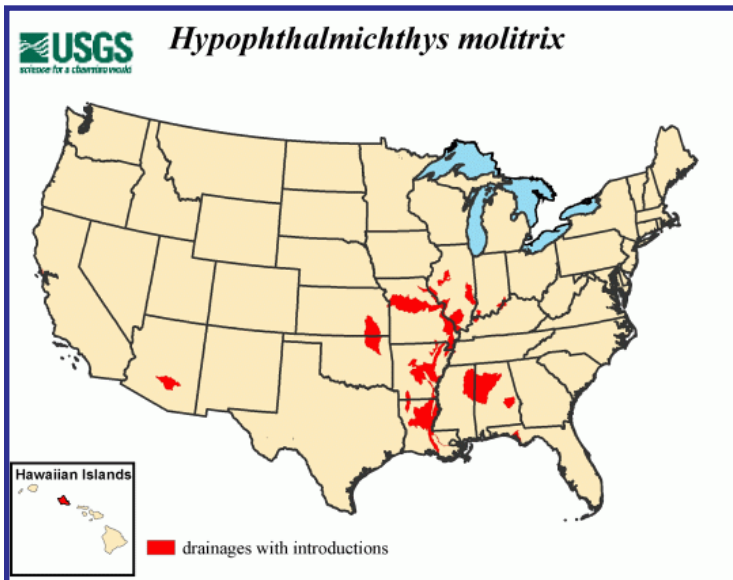 Hypophthalmichthys molitrix
USGS
science for a changing world
Hawaiian Islands
drainages with introductions